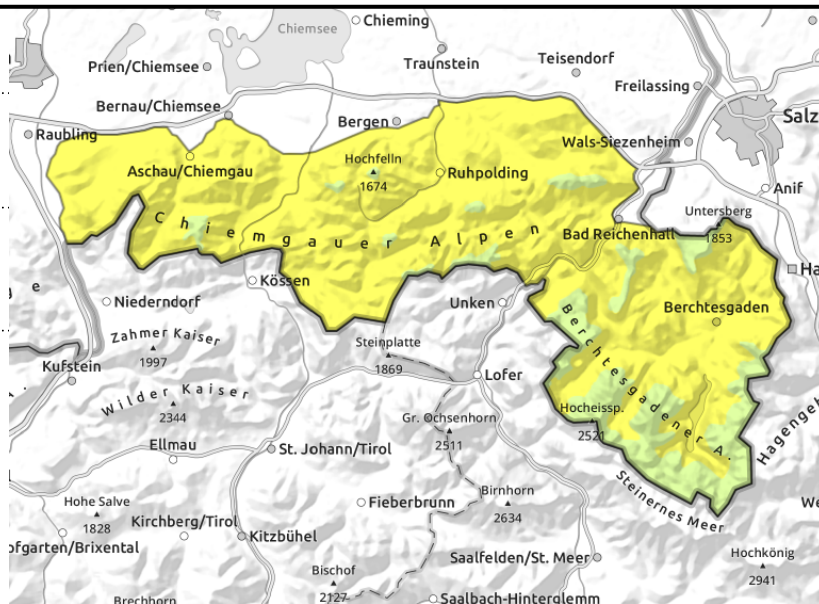 Chieming
Chiemsee
Prien/Chiemsee
Traunstein
Teisendorf
Freilassing
Bernau/Chiemsee
Bergen
Salz
Raubling
Wals-Siezenheim
Hochfelln
1674
Aschau/Chiemgau
Ruhpolding
Anif
Untersberg
1853
Chiemgauer Alpen
Bad Reichenhall
Ha
g e
Kössen
Niederndorf
Unken
Berchtesgaden
Zahmer Kaiser
1997
Steinplatte
1869
Berchtesgadener A.
Kufstein
Lofer
Wilder Kaiser
2344
Hocheissp.
2521
Gr. Ochsenhorn
2511
Hagengeb
Ellmau
St. Johann/Tirol
Steinernes Meer
Hohe Salve
1828
Fieberbrunn
Birnhorn
2634
We
Kirchberg/Tirol
Kitzbühel
ofgarten/Brixental
Saalfelden/St. Meer
Hochkönig
2941
Bischof
2127
Brechhorn
Saalbach-Hinterglemm